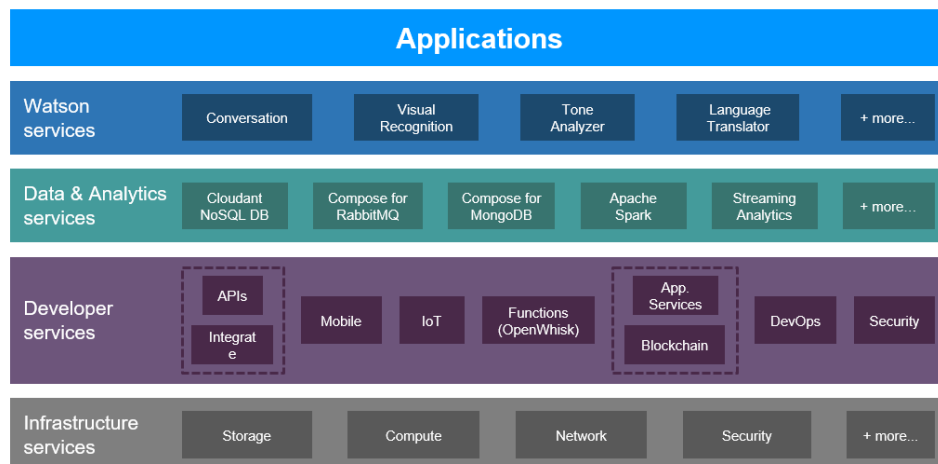 Applications
Watson
services
Conversation
Visual
Recognition
Tone
Analyzer
Language
Translator
+ more...
Data & Analytics
services
Cloudant
NoSQL DB
Compose for
RabbitMQ
Compose for
MongoDB
Apache
Spark
Streaming
Analytics
+ more...
Developer
services
APIs
Integrat
e
Mobile
IoT
Functions
(OpenWhisk)
App.
Services
Blockchain
DevOps
Security
Infrastructure
services
Storage
Compute
Network
Security
+ more...